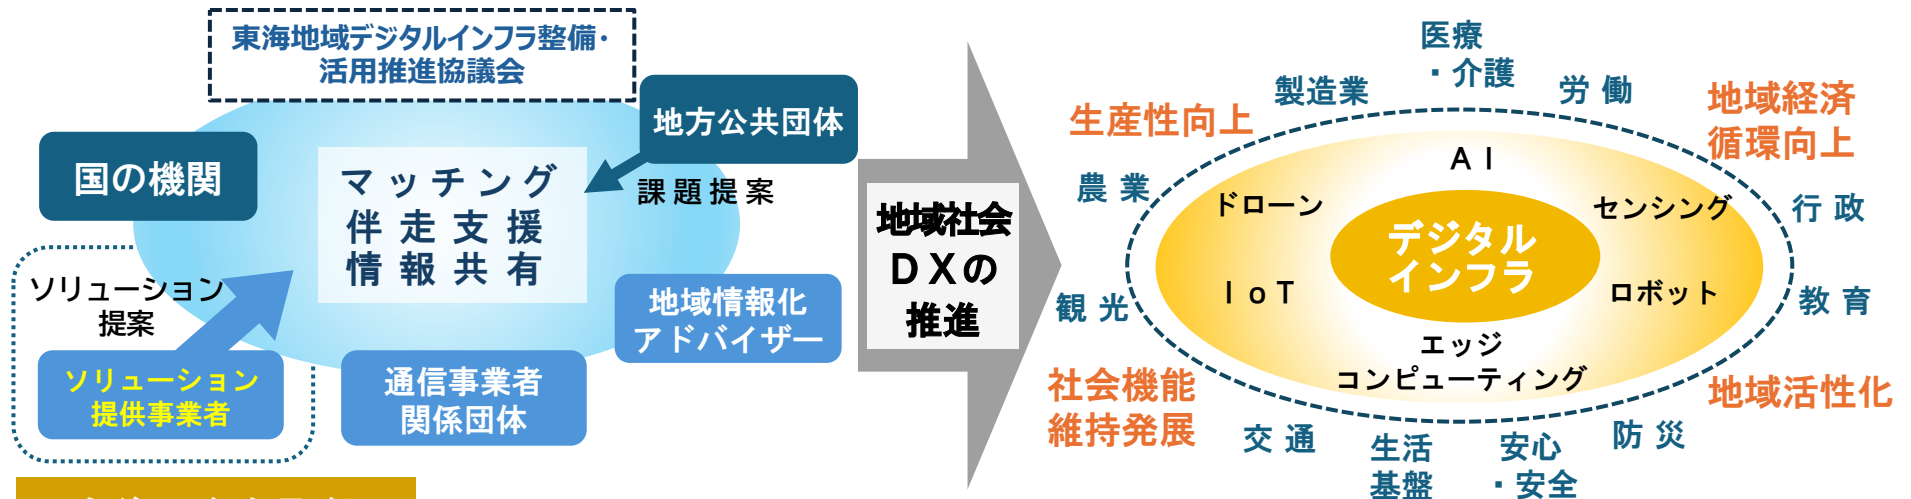 東海地域デジタルインフラ整備・
活用推進協議会
国の機関
地方公共団体
課題提案
マッチング
伴走支援
情報共有
ソリューション
提案
ソリューション
提供事業者
通信事業者
関係団体
地域情報化
アドバイザー
地域社会
DXの
推進
医療
・介護
製造業
労働
生産性向上
地域経済
循環向上
農業
行政
観光
教育
AI
ドローン
センシング
デジタル
インフラ
IoT
ロボット
エッジ
コンピューティング
社会機能
維持発展
地域活性化
交通
生活
基盤
安心
・安全
防災